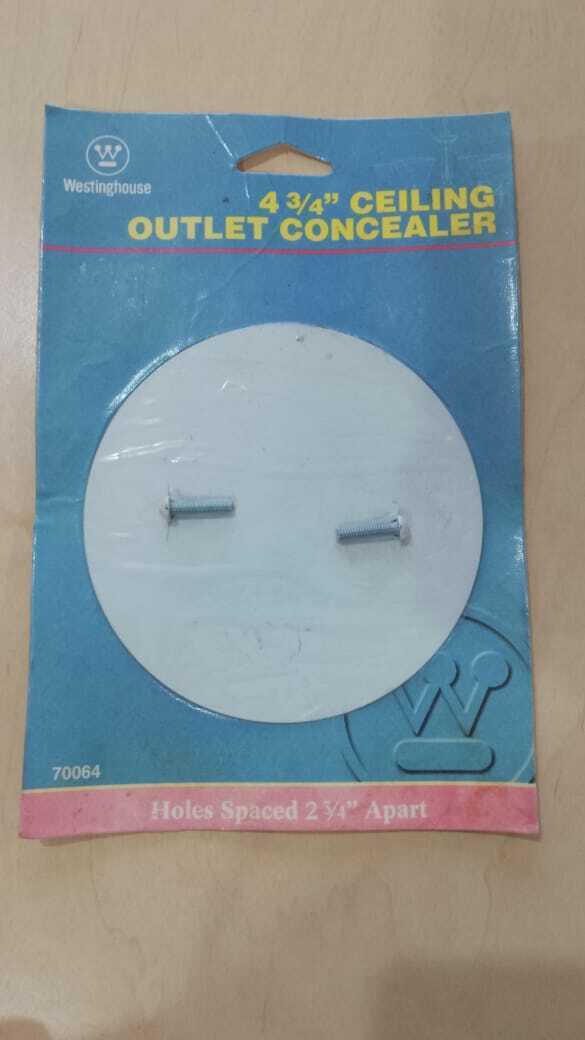 W
Westinghouse
4 3/4" CEILING
OUTLET CONCEALER
W
70064
Holes Spaced 2 3/4" Apart